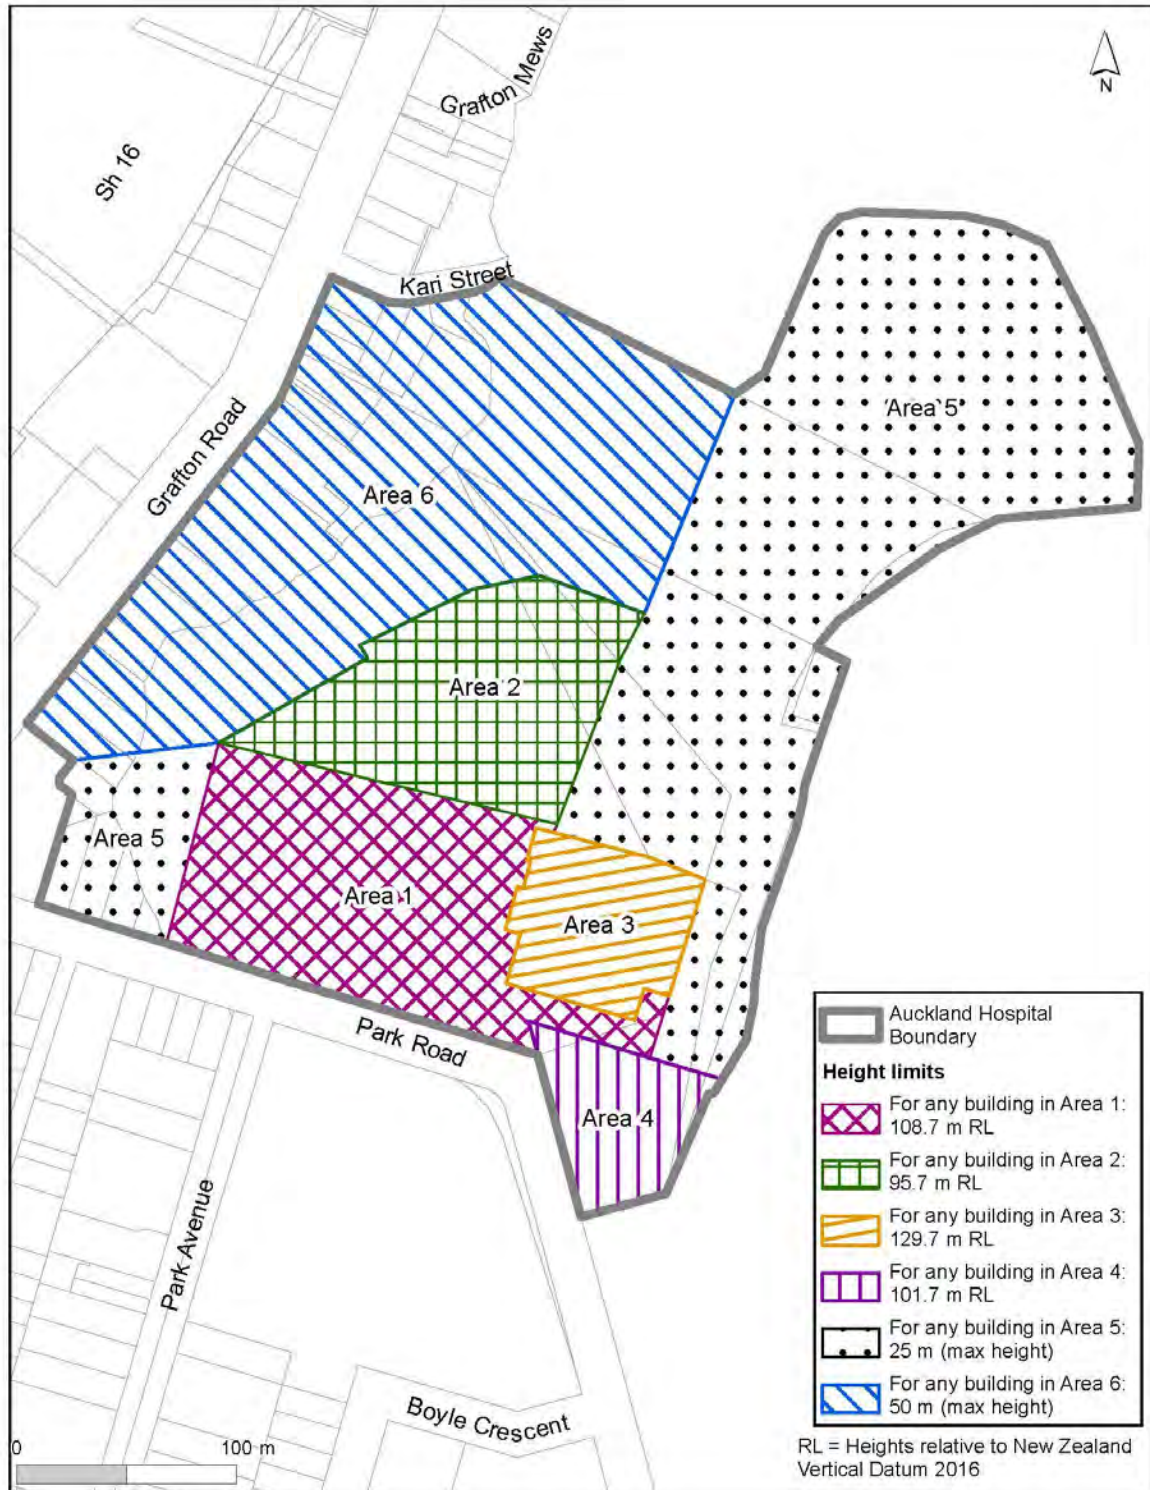 Grafton Mews
N
Sh 16
Kari Street
Area 5
Grafton Road
Area 6
Area 2
Area 5
Area 1
Area 3
Park Road
Area 4
Park Avenue
Boyle Crescent
0 100 m
Auckland Hospital
Boundary
Height limits
For any building in Area 1:
108.7 m RL
For any building in Area 2:
95.7 m RL
For any building in Area 3:
129.7 m RL
For any building in Area 4:
101.7 m RL
For any building in Area 5:
25 m (max height)
For any building in Area 6:
50 m (max height)
RL = Heights relative to New Zealand
Vertical Datum 2016